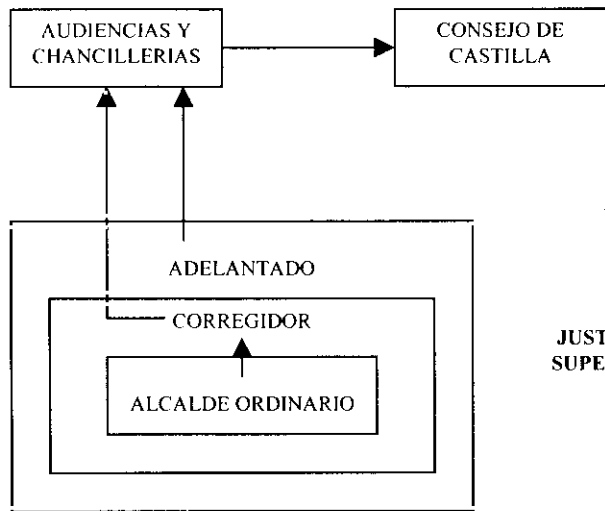 AUDIENCIAS Y
CHANCILLERIAS
CONSEJO DE
CASTILLA
ADELANTADO
CORREGIDOR
ALCALDE ORDINARIO
JUST
SUPE